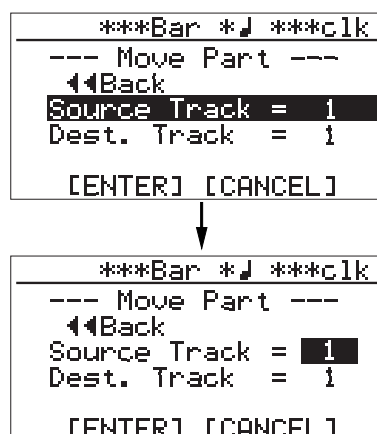 ***Bar *♩ ***clk
--- Move Part ---
◀◀Back
Source Track = 1
Dest. Track = 1
[ENTER] [CANCEL]
***Bar *♩ ***clk
--- Move Part ---
◀◀Back
Source Track = 1
Dest. Track = 1
[ENTER] [CANCEL]